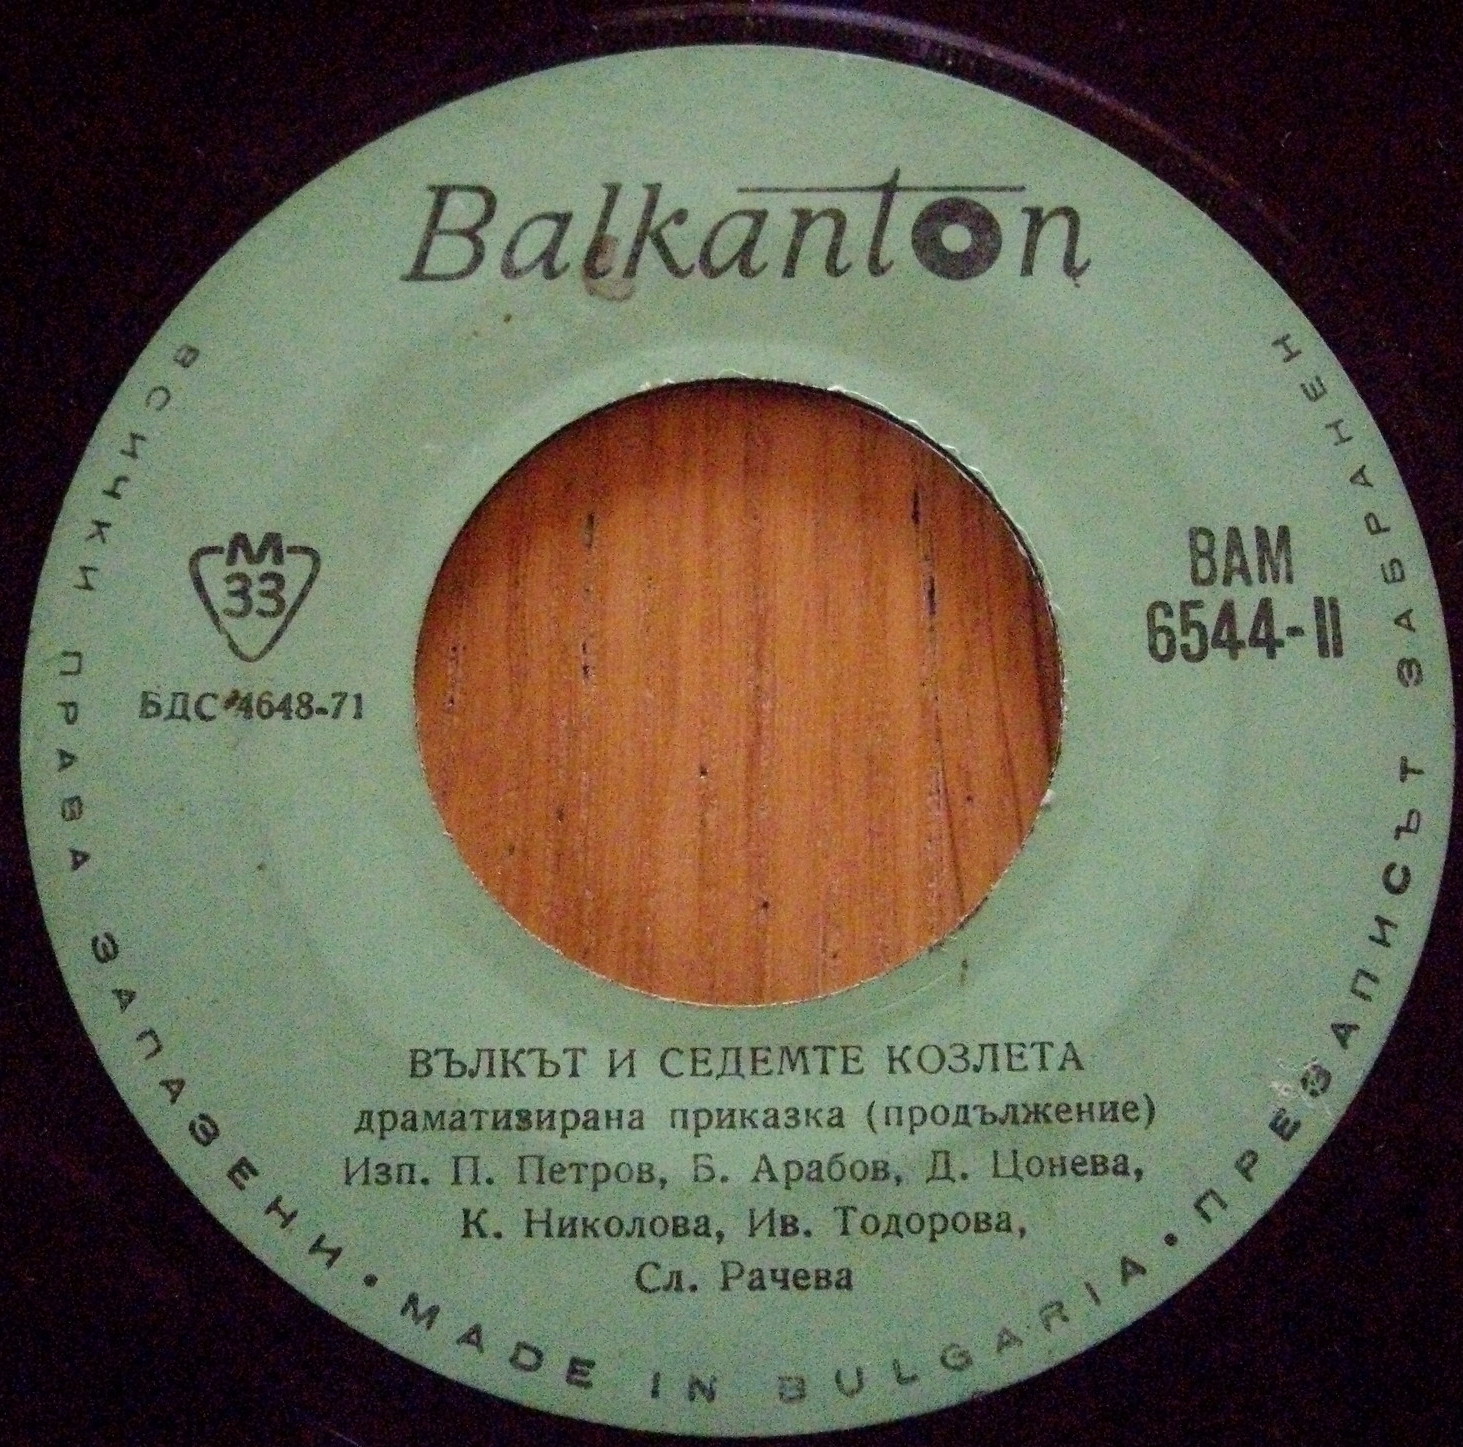 Balkanton
М
33
БДС 4648-71
ВАМ
6544-II
ВЪЛКЪТ И СЕДЕМТЕ КОЗЛЕТА
драматизирана приказка (продължение)
Изп. П. Петров, Б. Арабов, Д. Цонева,
К. Николова, Ив. Тодорова,
Сл. Рачева
ВСИЧКИ ПРАВА ЗАПАЗЕНИ • MADE IN BULGARIA • ПРЕЗАПИСЪТ ЗАБРАНЕН